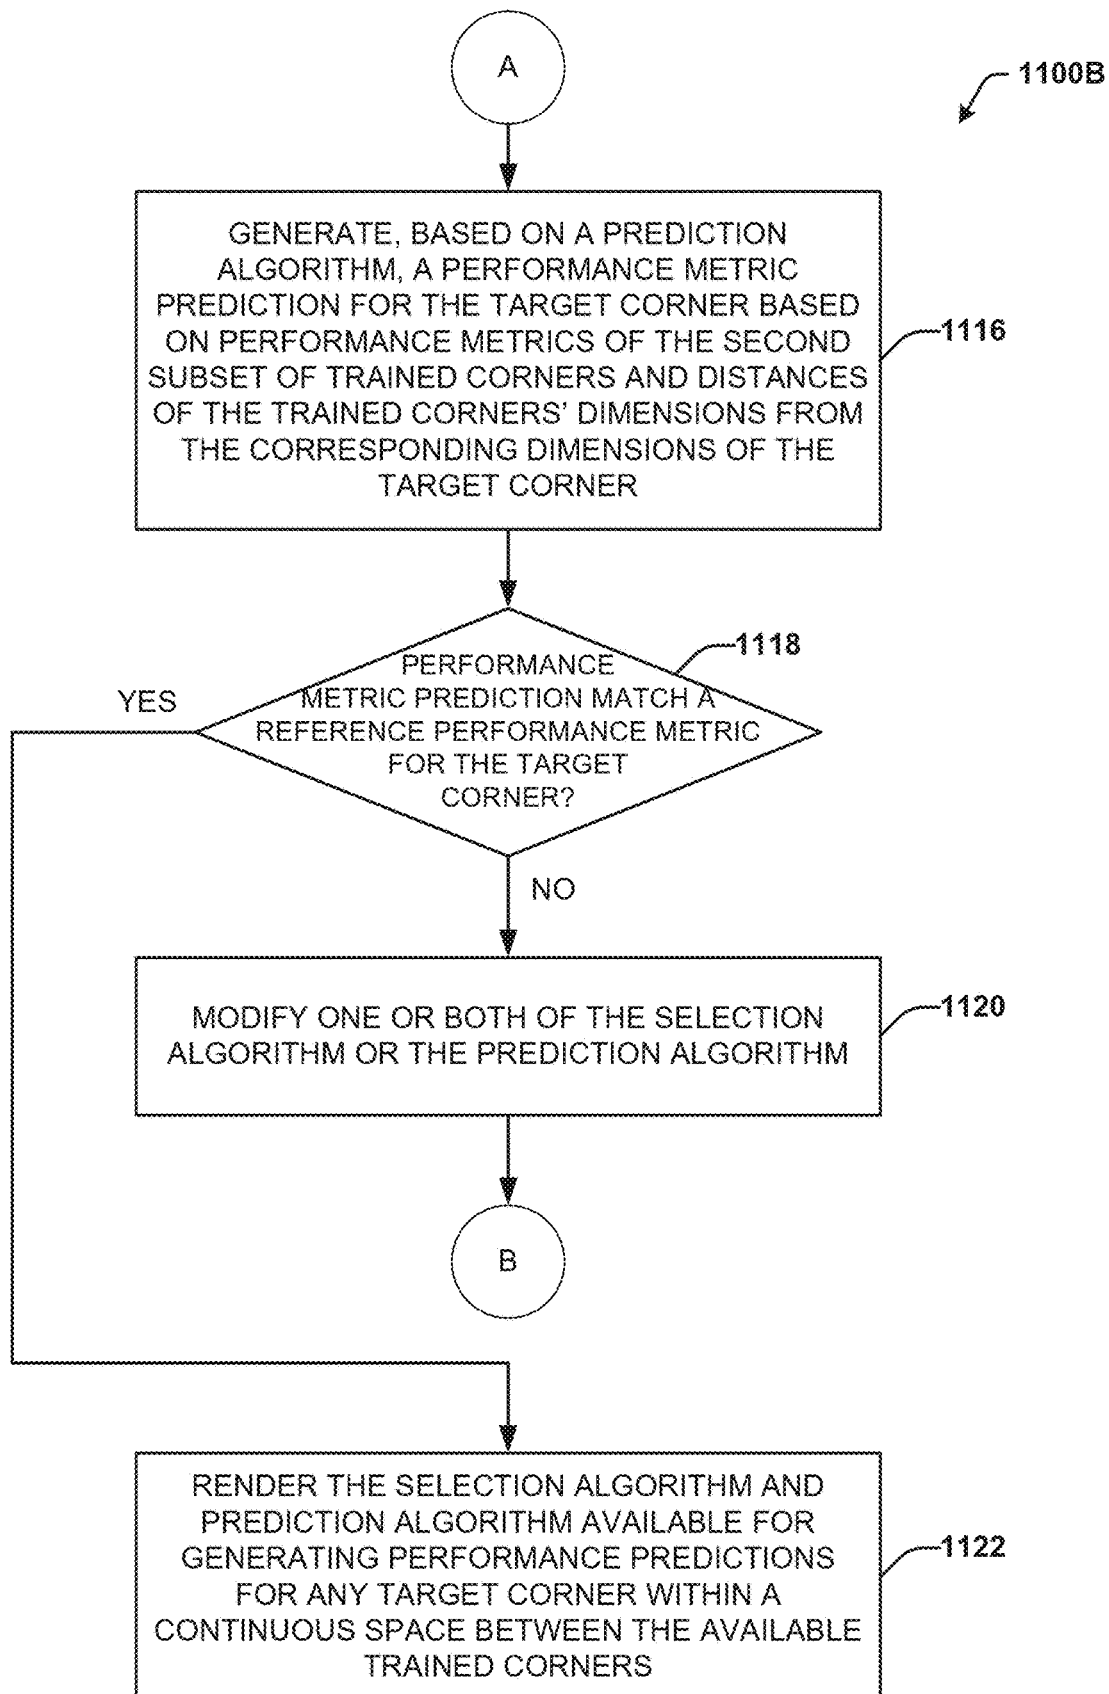 A
1100B
GENERATE, BASED ON A PREDICTION
ALGORITHM, A PERFORMANCE METRIC
PREDICTION FOR THE TARGET CORNER BASED
ON PERFORMANCE METRICS OF THE SECOND
SUBSET OF TRAINED CORNERS AND DISTANCES
OF THE TRAINED CORNERS’ DIMENSIONS FROM
THE CORRESPONDING DIMENSIONS OF THE
TARGET CORNER
1116
1118
PERFORMANCE
METRIC PREDICTION MATCH A
REFERENCE PERFORMANCE METRIC
FOR THE TARGET
CORNER?
YES
NO
MODIFY ONE OR BOTH OF THE SELECTION
ALGORITHM OR THE PREDICTION ALGORITHM
1120
B
RENDER THE SELECTION ALGORITHM AND
PREDICTION ALGORITHM AVAILABLE FOR
GENERATING PERFORMANCE PREDICTIONS
FOR ANY TARGET CORNER WITHIN A
CONTINUOUS SPACE BETWEEN THE AVAILABLE
TRAINED CORNERS
1122